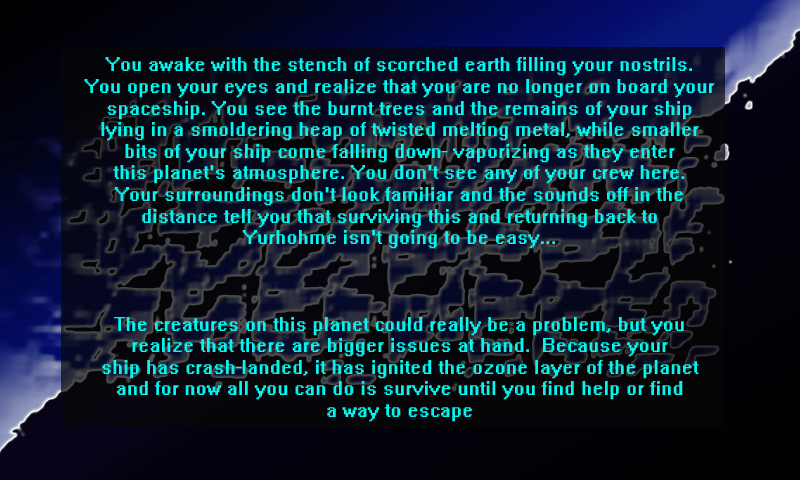 You awake with the stench of scorched earth filling your nostrils.
You open your eyes and realize that you are no longer on board your
spaceship. You see the burnt trees and the remains of your ship
lying in a smoldering heap of twisted melting metal, while smaller
bits of your ship come falling down- vaporizing as they enter
this planet's atmosphere. You don't see any of your crew here.
Your surroundings don't look familiar and the sounds off in the
distance tell you that surviving this and returning back to
Yurhohme isn't going to be easy...
The creatures on this planet could really be a problem, but you
realize that there are bigger issues at hand.  Because your
ship has crash-landed, it has ignited the ozone layer of the planet
and for now all you can do is survive until you find help or find
a way to escape